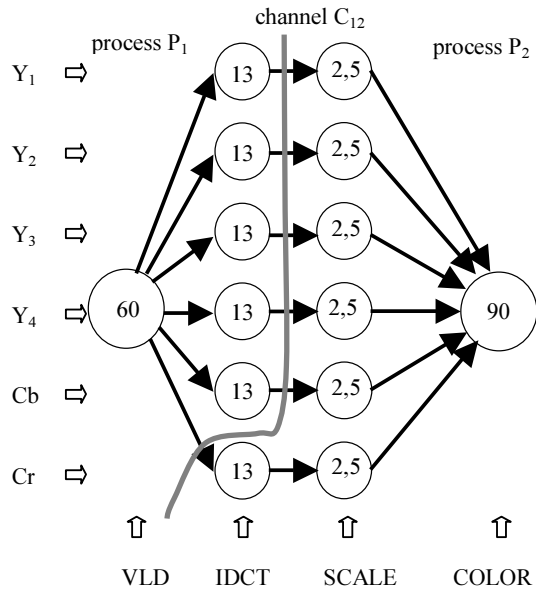 channel C12
process P1
process P2
Y1 13 2,5
Y2 13 2,5
Y3 13 2,5
Y4 60 13 2,5 90
Cb 13 2,5
Cr 13 2,5
VLD IDCT SCALE COLOR